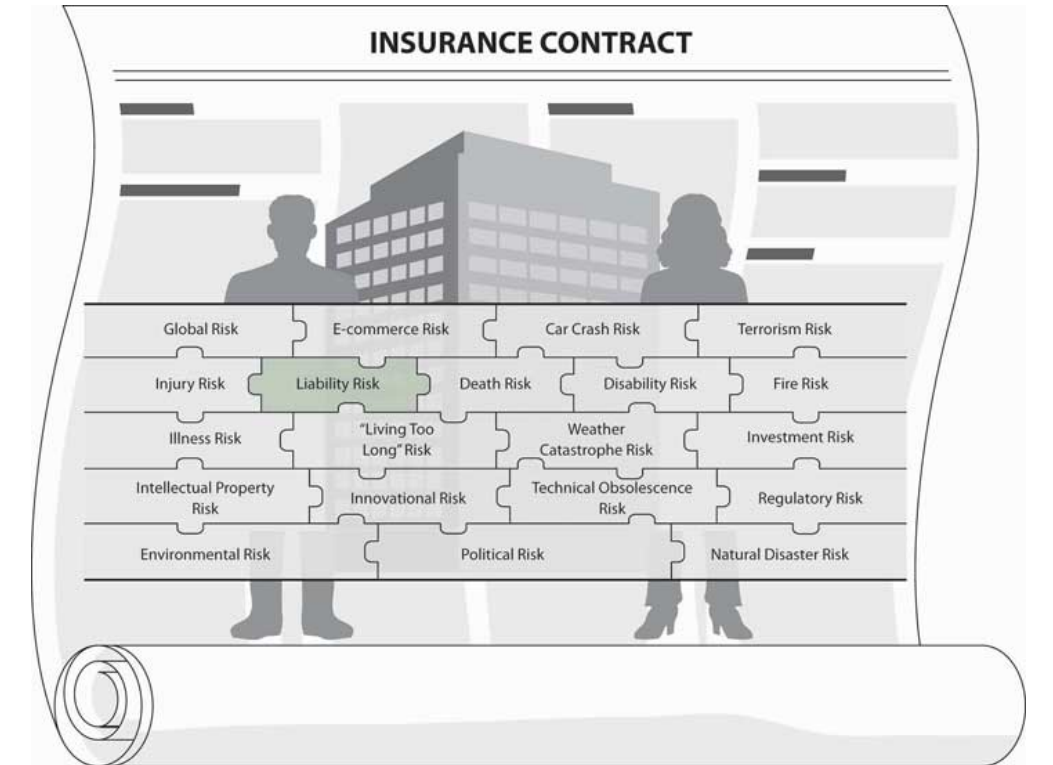 INSURANCE CONTRACT
Global Risk
E-commerce Risk
Car Crash Risk
Terrorism Risk
Injury Risk
Liability Risk
Death Risk
Disability Risk
Fire Risk
Illness Risk
“Living Too
Long” Risk
Weather
Catastrophe Risk
Investment Risk
Intellectual Property
Risk
Innovational Risk
Technical Obsolescence
Risk
Regulatory Risk
Environmental Risk
Political Risk
Natural Disaster Risk